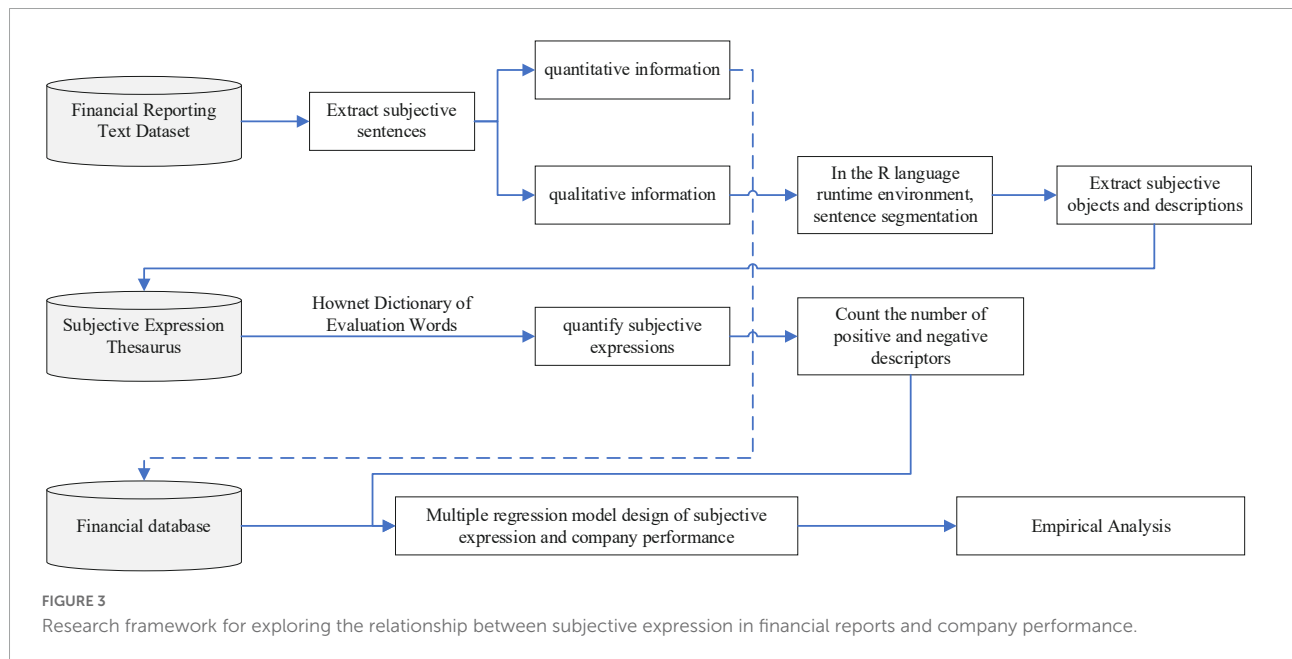 quantitative information
Financial Reporting
Text Dataset
Extract subjective
sentences
qualitative information
In the R language
runtime environment,
sentence segmentation
Extract subjective
objects and descriptions
Subjective Expression
Thesaurus
Hownet Dictionary of
Evaluation Words
quantify subjective
expressions
Count the number of
positive and negative
descriptors
Financial database
Multiple regression model design of subjective
expression and company performance
Empirical Analysis
FIGURE 3
Research framework for exploring the relationship between subjective expression in financial reports and company performance.